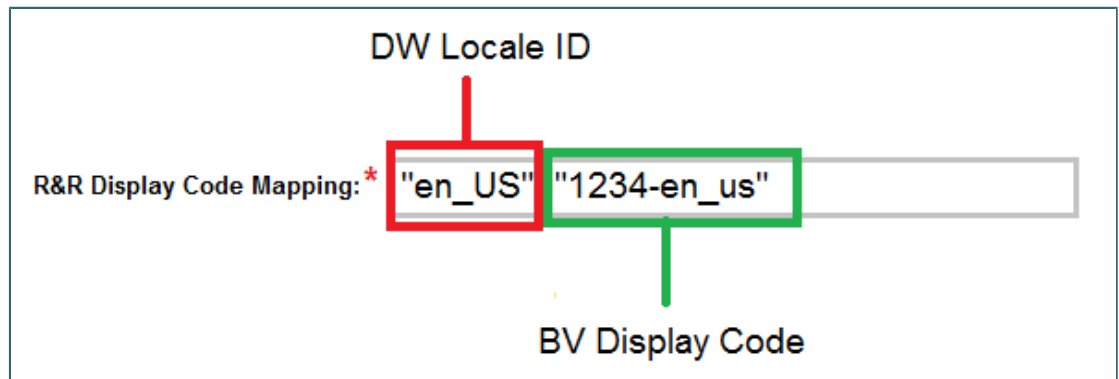 DW Locale ID
R&R Display Code Mapping:* "en_US" "1234-en_us"
BV Display Code